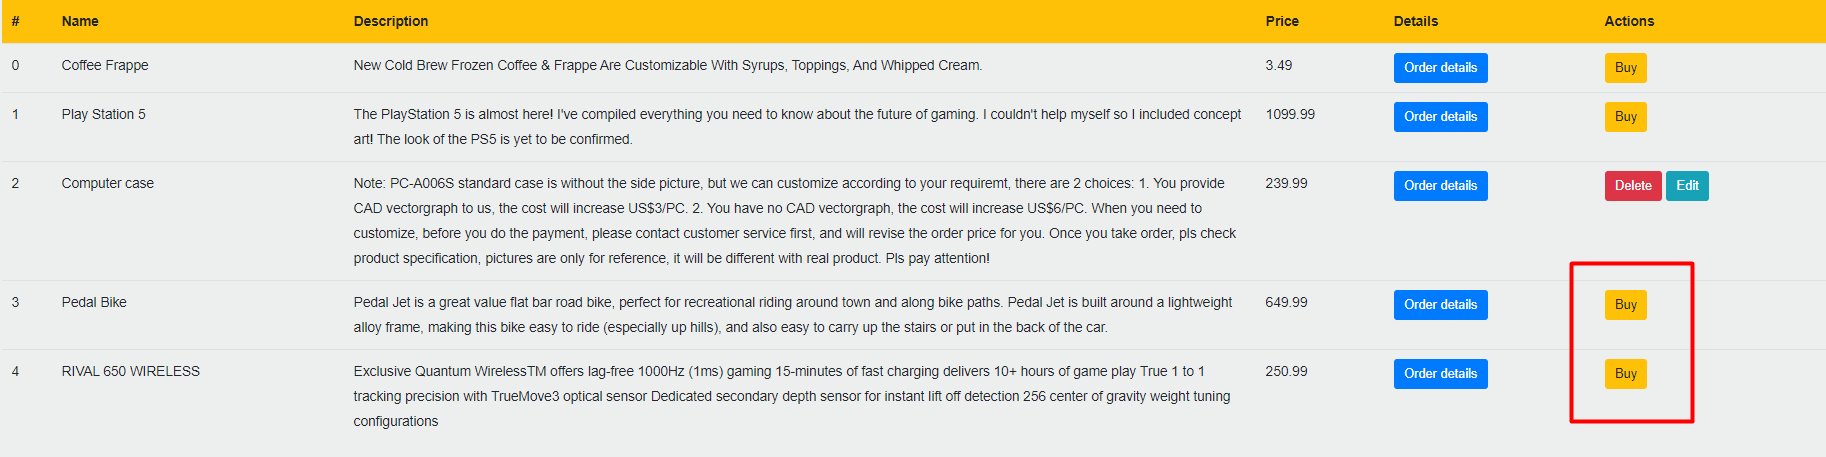 # Name Description Price Details Actions
0 Coffee Frappe New Cold Brew Frozen Coffee & Frappe Are Customizable With Syrups, Toppings, And Whipped Cream. 3.49 Order details Buy
1 Play Station 5 The PlayStation 5 is almost here! I've compiled everything you need to know about the future of gaming. I couldn't help myself so I included concept 1099.99 Order details Buy
art! The look of the PS5 is yet to be confirmed.
2 Computer case Note: PC-A006S standard case is without the side picture, but we can customize according to your requiremt, there are 2 choices: 1. You provide 239.99 Order details Delete Edit
CAD vectorgraph to us, the cost will increase US$3/PC. 2. You have no CAD vectorgraph, the cost will increase US$6/PC. When you need to
customize, before you do the payment, please contact customer service first, and will revise the order price for you. Once you take order, pls check
product specification, pictures are only for reference, it will be different with real product. Pls pay attention!
3 Pedal Bike Pedal Jet is a great value flat bar road bike, perfect for recreational riding around town and along bike paths. Pedal Jet is built around a lightweight 649.99 Order details Buy
alloy frame, making this bike easy to ride (especially up hills), and also easy to carry up the stairs or put in the back of the car.
4 RIVAL 650 WIRELESS Exclusive Quantum WirelessTM offers lag-free 1000Hz (1ms) gaming 15-minutes of fast charging delivers 10+ hours of game play True 1 to 1 250.99 Order details Buy
tracking precision with TrueMove3 optical sensor Dedicated secondary depth sensor for instant lift off detection 256 center of gravity weight tuning
configurations